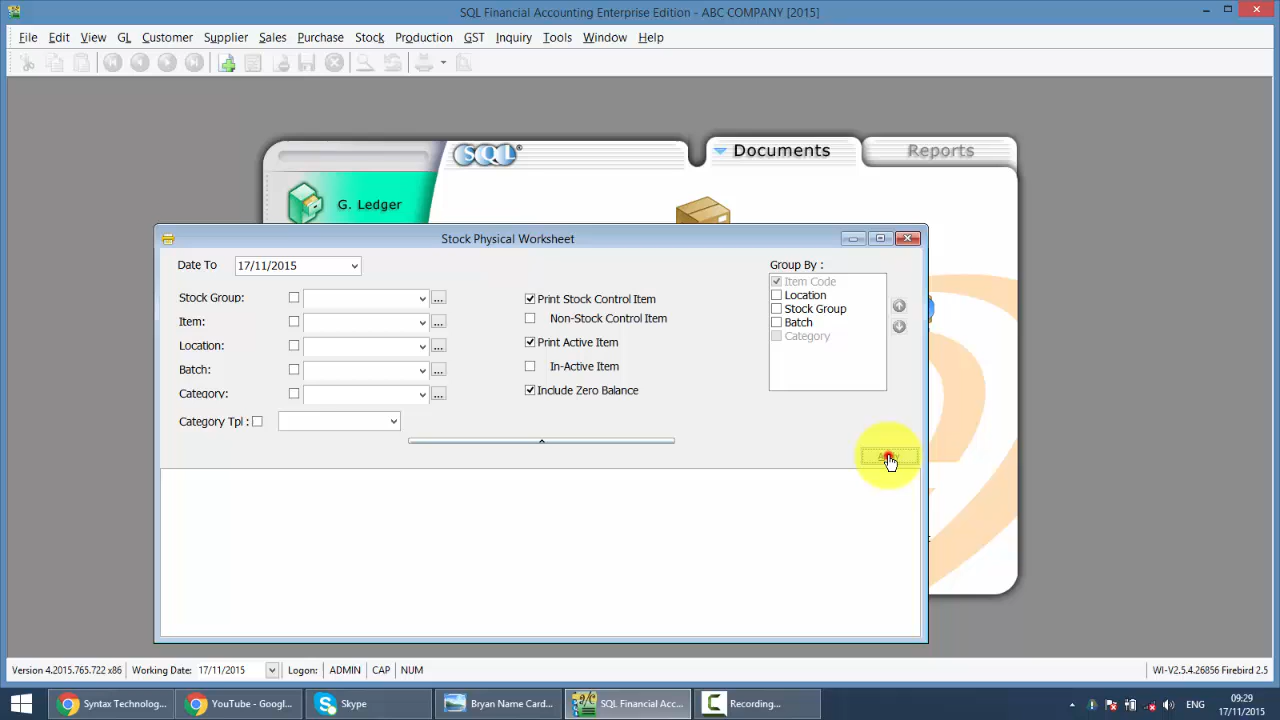 SQL Financial Accounting Enterprise Edition - ABC COMPANY [2015]
File Edit View GL Customer Supplier Sales Purchase Stock Production GST Inquiry Tools Window Help
SQL®
Documents
Reports
G. Ledger
Stock Physical Worksheet
Date To 17/11/2015
Group By :
Item Code
Location
Stock Group
Batch
Category
Stock Group:
Item:
Location:
Batch:
Category:
Category Tpl :
Print Stock Control Item
Non-Stock Control Item
Print Active Item
In-Active Item
Include Zero Balance
Version 4.2015.765.722 x86 Working Date: 17/11/2015 Logon: ADMIN CAP NUM WI-V2.5.4.26856 Firebird 2.5
Syntax Technolog... YouTube - Googl... Skype Bryan Name Card... SQL Financial Acc... Recording... ENG
09:29
17/11/2015